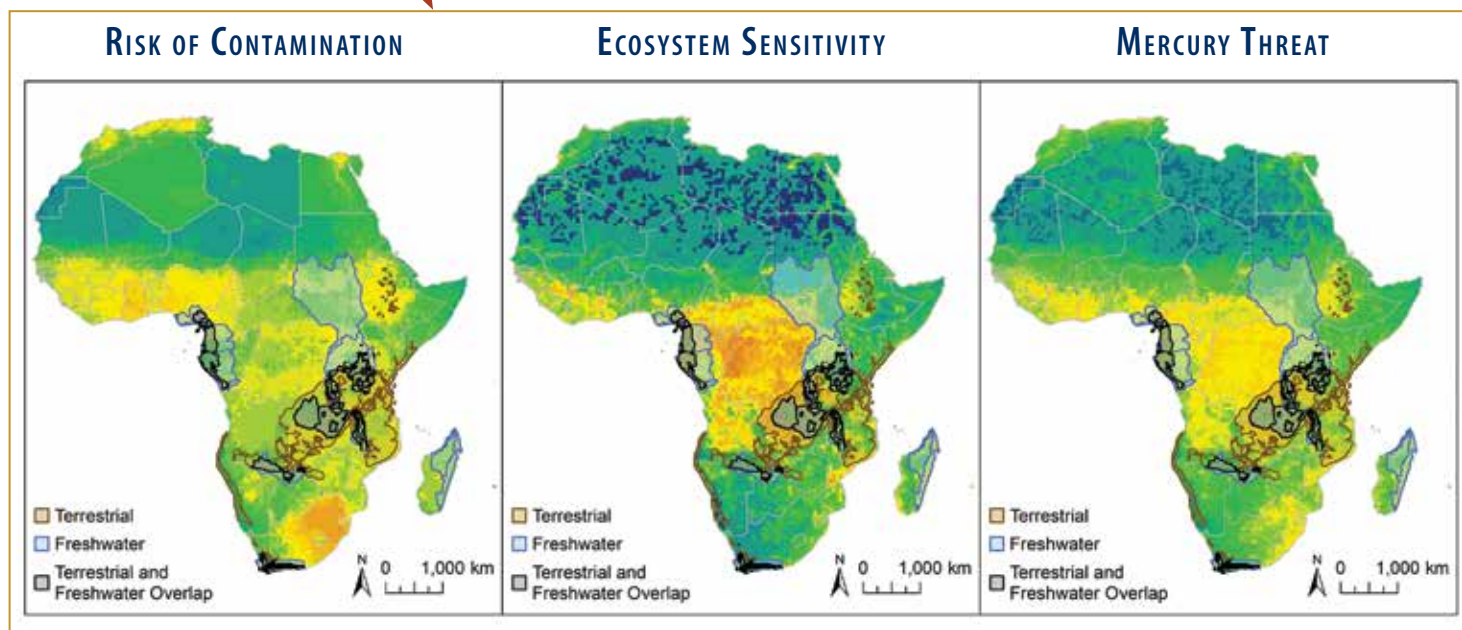 RISK OF CONTAMINATION
ECOSYSTEM SENSITIVITY
MERCURY THREAT
Terrestrial
Freshwater
Terrestrial and
Freshwater Overlap
N
0 1,000 km
Terrestrial
Freshwater
Terrestrial and
Freshwater Overlap
N
0 1,000 km
Terrestrial
Freshwater
Terrestrial and
Freshwater Overlap
N
0 1,000 km